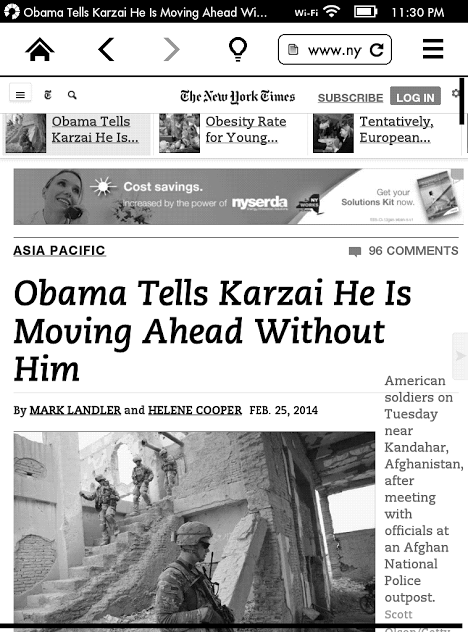 Obama Tells Karzai He Is Moving Ahead Wi...
Wi-Fi
11:30 PM
www.ny
The New York Times
SUBSCRIBE
LOG IN
Obama Tells
Karzai He Is...
Obesity Rate
for Young...
Tentatively,
European...
Cost savings.
Increased by the power of nyserda
Get your
Solutions Kit now.
ASIA PACIFIC
96 COMMENTS
Obama Tells Karzai He Is
Moving Ahead Without
Him
By MARK LANDLER and HELENE COOPER FEB. 25, 2014
American
soldiers on
Tuesday
near
Kandahar,
Afghanistan,
after
meeting
with
officials at
an Afghan
National
Police
outpost.
Scott
Olson/Getty